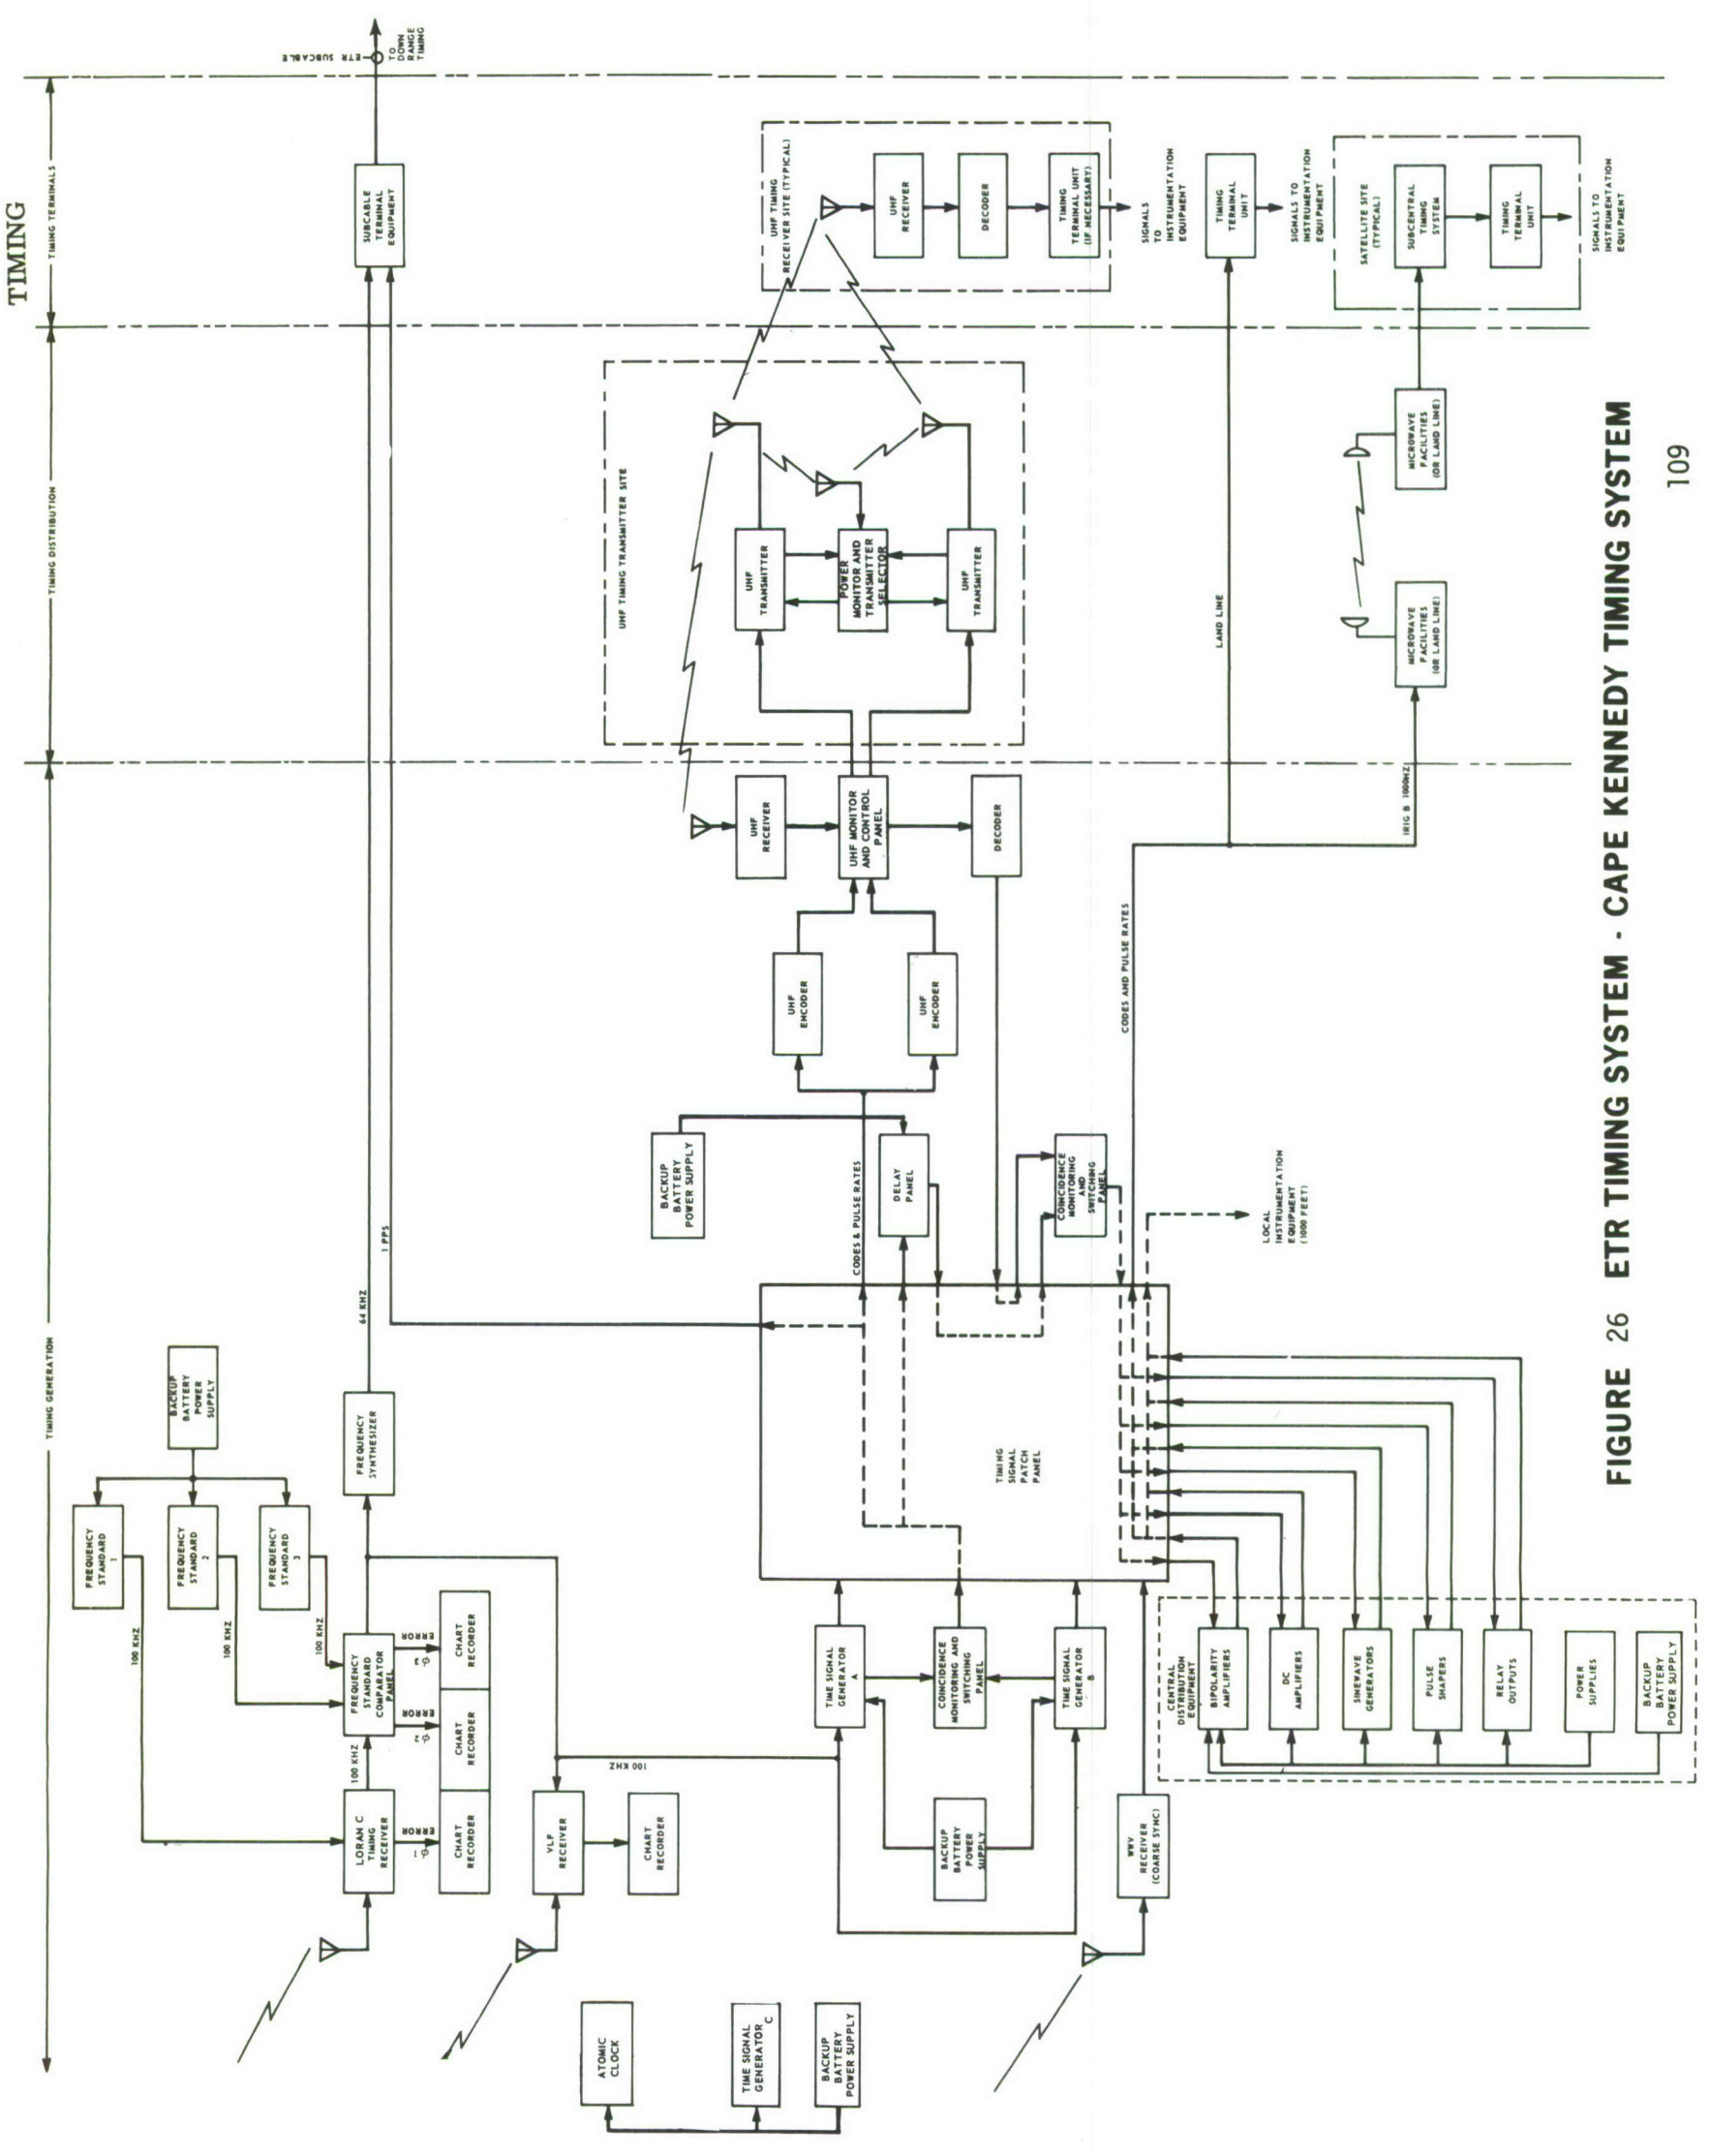 TIMING
TIMING GENERATION
TIMING DISTRIBUTION
TIMING TERMINALS
BACKUP
BATTERY
POWER
SUPPLY
FREQUENCY
STANDARD
1
FREQUENCY
STANDARD
2
FREQUENCY
STANDARD
3
100 KHZ
100 KHZ
100 KHZ
LORAN C
TIMING
RECEIVER
100 KHZ
FREQUENCY
STANDARD
COMPARATOR
PANEL
FREQUENCY
SYNTHESIZER
64 KHZ
1 PPS
SUBCABLE
TERMINAL
EQUIPMENT
ETR SUBCABLE
TO
DOWN
RANGE
TIMING
φ1
ERROR
φ2
ERROR
φ3
ERROR
CHART
RECORDER
CHART
RECORDER
CHART
RECORDER
VLF
RECEIVER
CHART
RECORDER
100 KHZ
ATOMIC
CLOCK
TIME SIGNAL
GENERATOR
C
BACKUP
BATTERY
POWER SUPPLY
TIME SIGNAL
GENERATOR
A
COINCIDENCE
MONITORING AND
SWITCHING
PANEL
TIME SIGNAL
GENERATOR
B
BACKUP
BATTERY
POWER
SUPPLY
WWV
RECEIVER
(COARSE SYNC)
TIMING
SIGNAL
PATCH
PANEL
BACKUP
BATTERY
POWER SUPPLY
CODES & PULSE RATES
DELAY
PANEL
COINCIDENCE
MONITORING
AND
SWITCHING
PANEL
UHF
ENCODER
UHF
ENCODER
UHF
RECEIVER
UHF MONITOR
AND CONTROL
PANEL
DECODER
UHF TIMING TRANSMITTER SITE
UHF
TRANSMITTER
POWER
MONITOR AND
TRANSMITTER
SELECTOR
UHF
TRANSMITTER
UHF TIMING
RECEIVER SITE (TYPICAL)
UHF
RECEIVER
DECODER
TIMING
TERMINAL UNIT
(IF NECESSARY)
SIGNALS
TO
INSTRUMENTATION
EQUIPMENT
CODES AND PULSE RATES
LAND LINE
TIMING
TERMINAL
UNIT
SIGNALS TO
INSTRUMENTATION
EQUIPMENT
IRIG B 1000HZ
MICROWAVE
FACILITIES
(OR LAND LINE)
MICROWAVE
FACILITIES
(OR LAND LINE)
SATELLITE SITE
(TYPICAL)
SUBCENTRAL
TIMING
SYSTEM
TIMING
TERMINAL
UNIT
SIGNALS TO
INSTRUMENTATION
EQUIPMENT
LOCAL
INSTRUMENTATION
EQUIPMENT
(1000 FEET)
CENTRAL
DISTRIBUTION
EQUIPMENT
BIPOLARITY
AMPLIFIERS
DC
AMPLIFIERS
SINEWAVE
GENERATORS
PULSE
SHAPERS
RELAY
OUTPUTS
POWER
SUPPLIES
BACKUP
BATTERY
POWER SUPPLY
FIGURE 26 ETR TIMING SYSTEM - CAPE KENNEDY TIMING SYSTEM
109